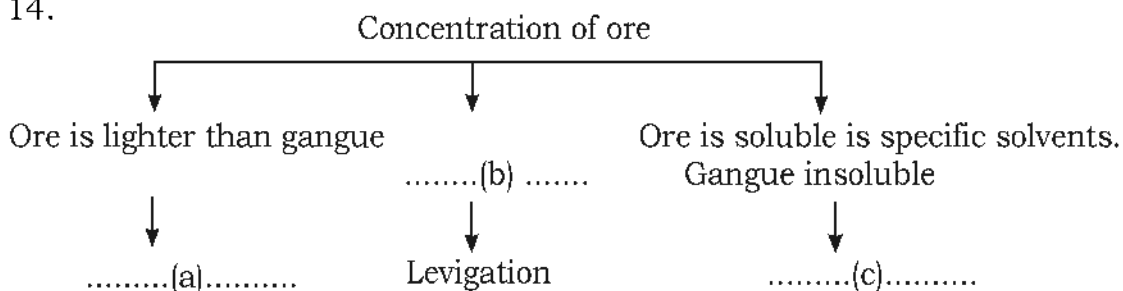 14.
Concentration of ore
Ore is lighter than gangue
........(b) .......
Ore is soluble is specific solvents.
Gangue insoluble
.........(a)..........
Levigation
.........(c)..........